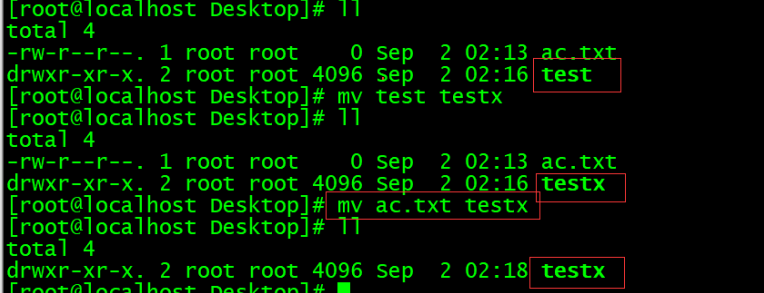 [root@localhost Desktop]# ll
total 4
-rw-r--r--. 1 root root    0 Sep  2 02:13 ac.txt
drwxr-xr-x. 2 root root 4096 Sep  2 02:16 test
[root@localhost Desktop]# mv test testx
[root@localhost Desktop]# ll
total 4
-rw-r--r--. 1 root root    0 Sep  2 02:13 ac.txt
drwxr-xr-x. 2 root root 4096 Sep  2 02:16 testx
[root@localhost Desktop]# mv ac.txt testx
[root@localhost Desktop]# ll
total 4
drwxr-xr-x. 2 root root 4096 Sep  2 02:18 testx
[root@localhost Desktop]#